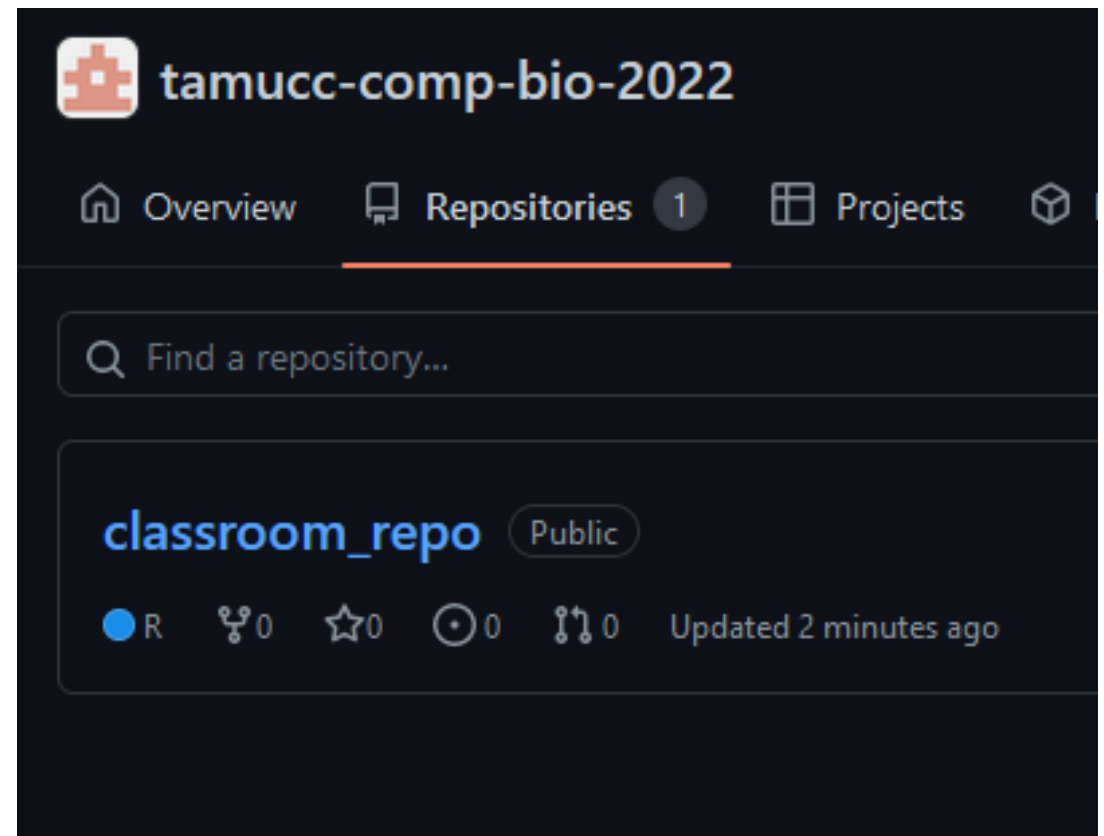 tamucc-comp-bio-2022
Overview Repositories 1 Projects
Find a repository...
classroom_repo Public
R 0 0 0 0 Updated 2 minutes ago